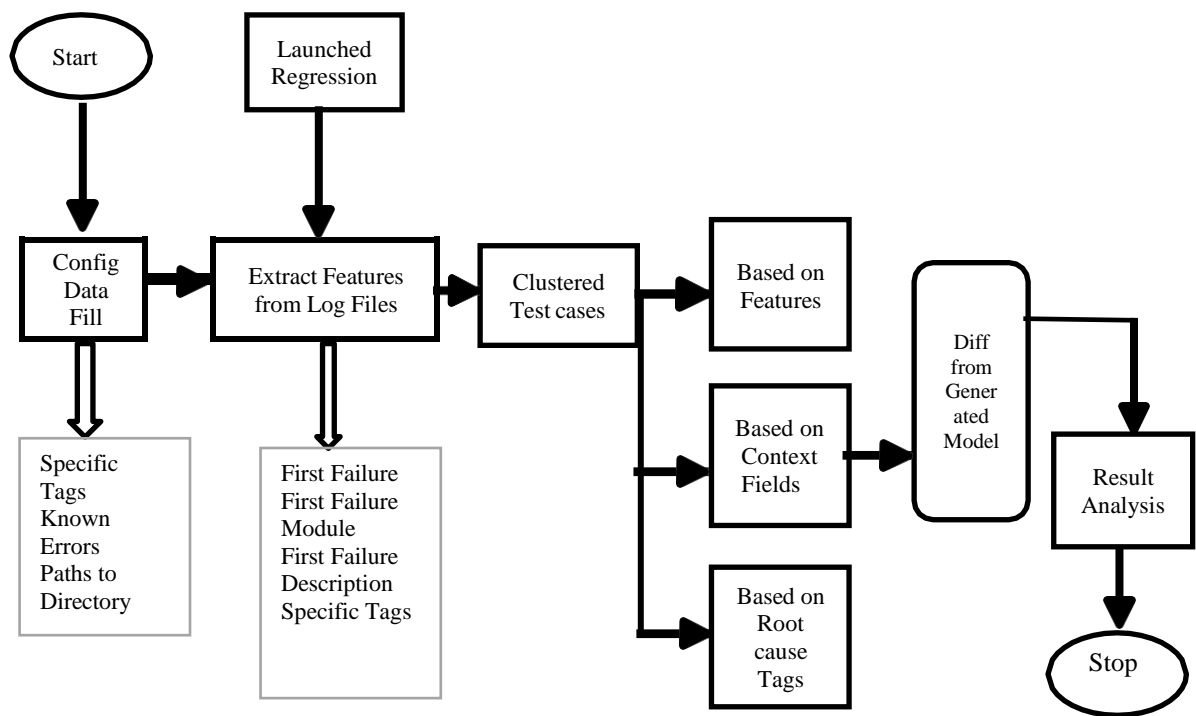 Start
Launched
Regression
Config
Data
Fill
Extract Features
from Log Files
Clustered
Test cases
Based on
Features
Based on
Context
Fields
Based on
Root
cause
Tags
Diff
from
Gener
ated
Model
Result
Analysis
Stop
Specific
Tags
Known
Errors
Paths to
Directory
First Failure
First Failure
Module
First Failure
Description
Specific Tags